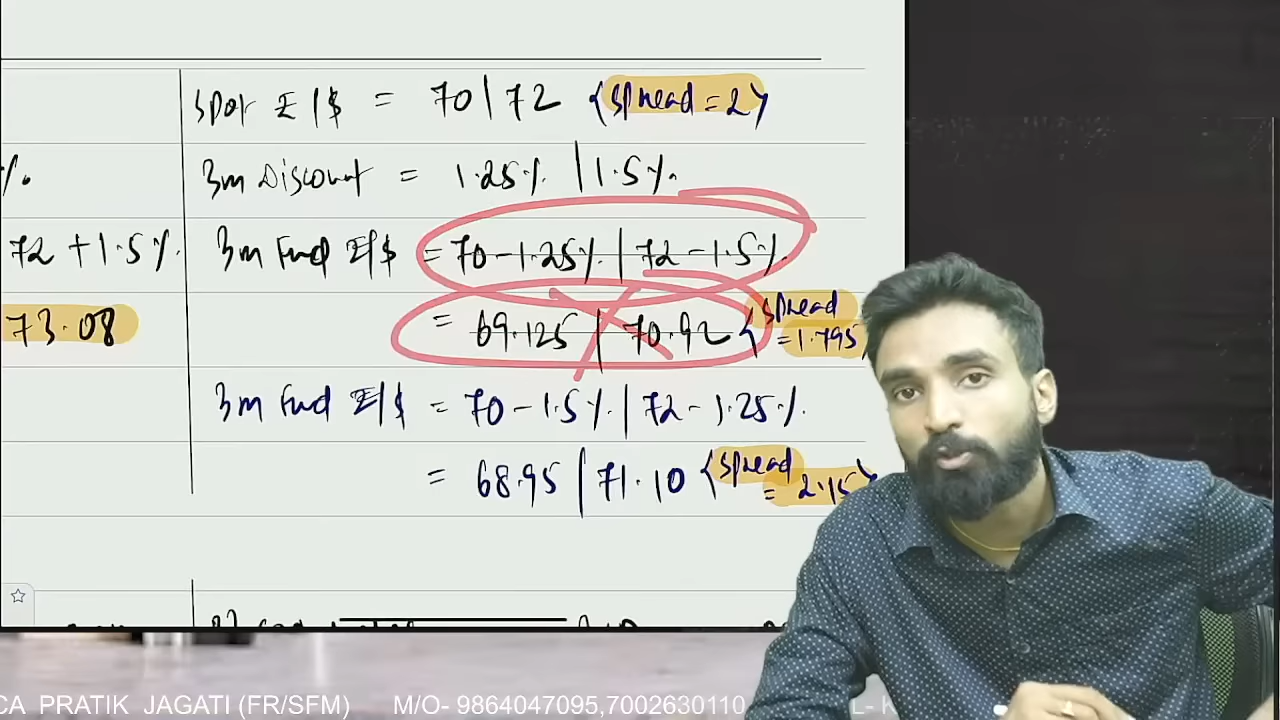 Spot ₹/$ = 70 | 72 {Spread = 2}
%.
3m Discount = 1.25% | 1.5%.
72 + 1.5%.
3m Fwd ₹/$ = 70 - 1.25% | 72 - 1.5%.
73.08
= 69.125 | 70.92 {Spread = 1.795
3m Fwd ₹/$ = 70 - 1.5% | 72 - 1.25%.
= 68.95 | 71.10 {Spread = 2.15}
CA PRATIK JAGATI (FR/SFM) M/O- 9864047095,7002630110 L- K